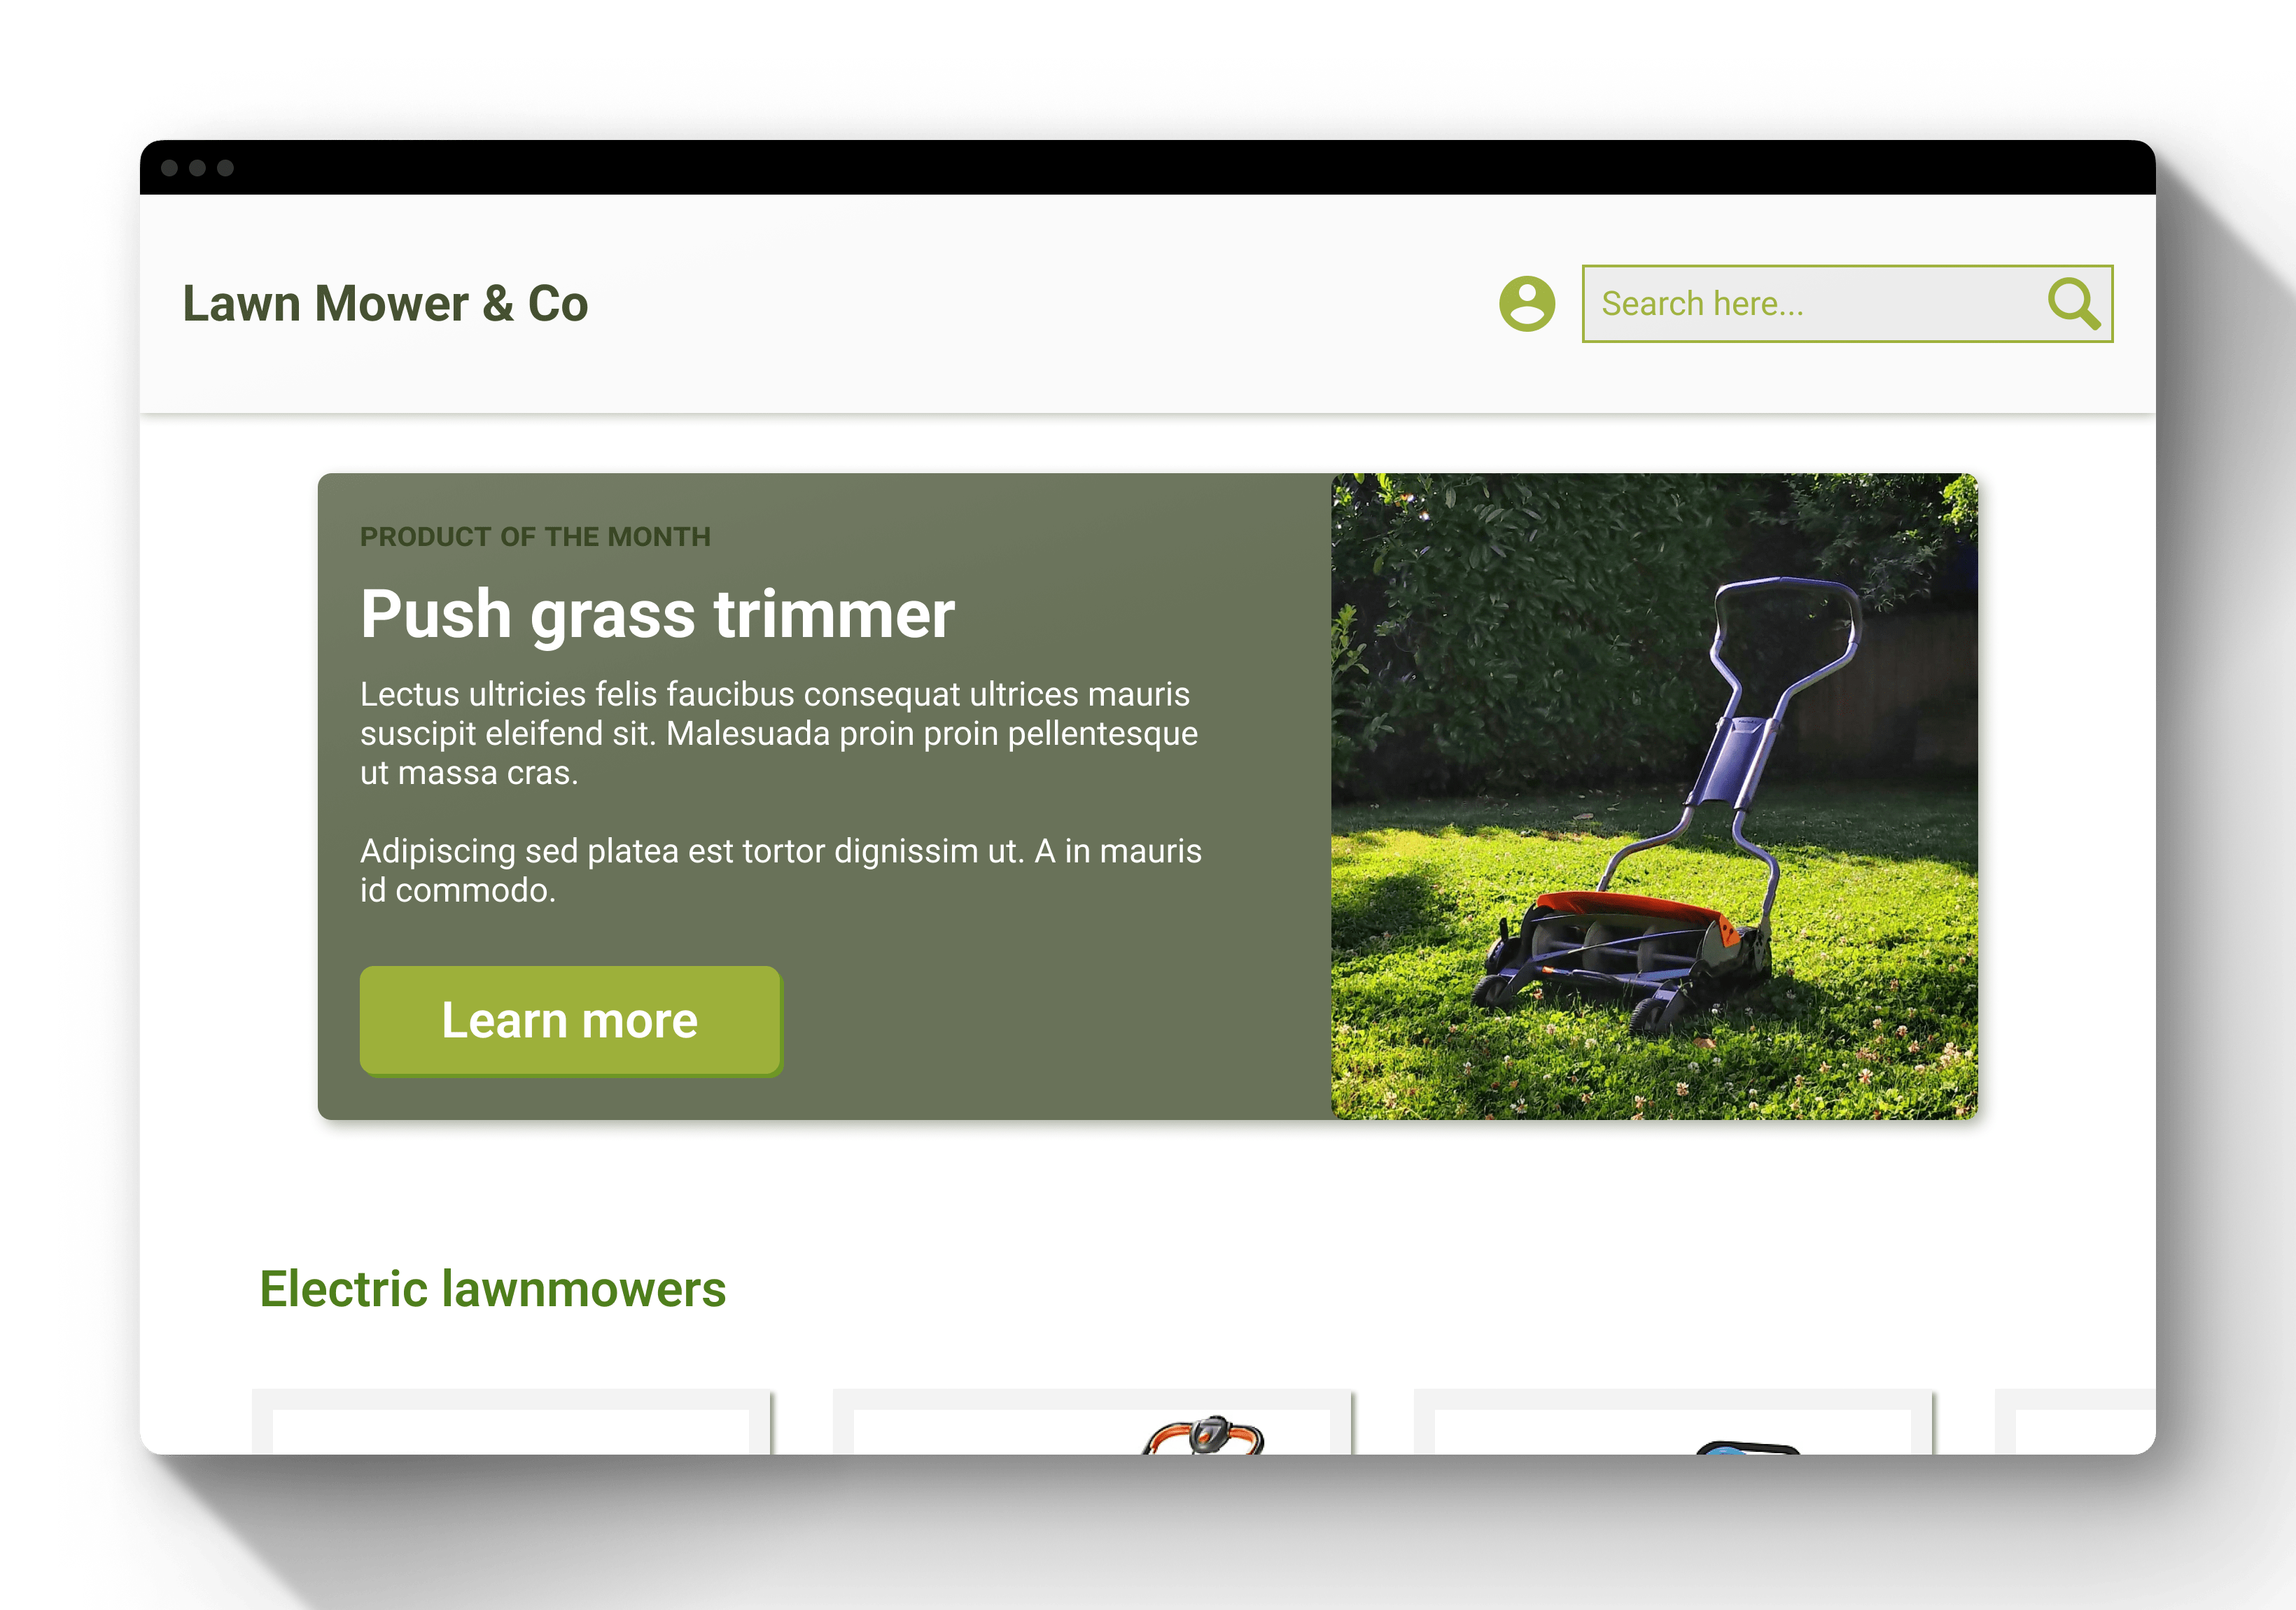 Lawn Mower & Co
Search here...
PRODUCT OF THE MONTH
Push grass trimmer
Lectus ultricies felis faucibus consequat ultrices mauris
suscipit eleifend sit. Malesuada proin proin pellentesque
ut massa cras.
Adipiscing sed platea est tortor dignissim ut. A in mauris
id commodo.
Learn more
Electric lawnmowers